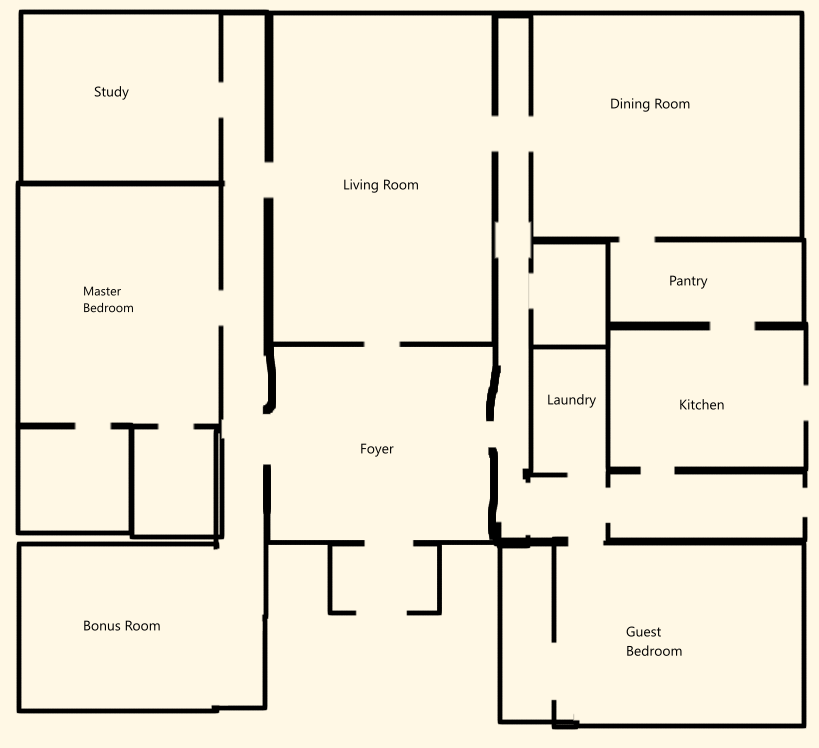 Study
Dining Room
Living Room
Pantry
Master
Bedroom
Laundry
Kitchen
Foyer
Bonus Room
Guest
Bedroom